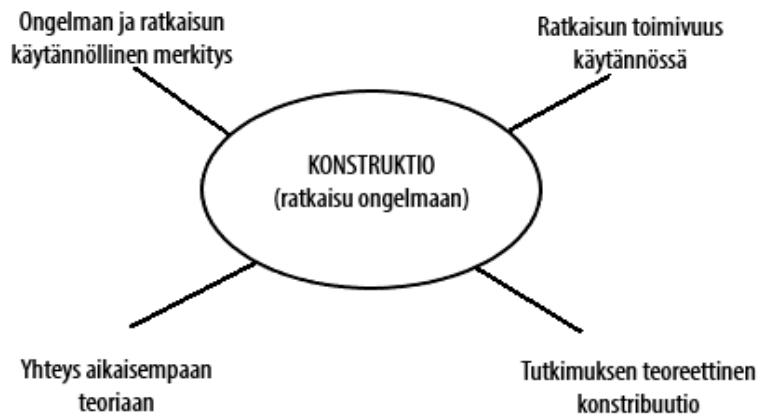 Ongelman ja ratkaisun
käytännöllinen merkitys
Ratkaisun toimivuus
käytännössä
KONSTRUKTIO
(ratkaisu ongelmaan)
Yhteys aikaisempaan
teoriaan
Tutkimuksen teoreettinen
konstribuutio